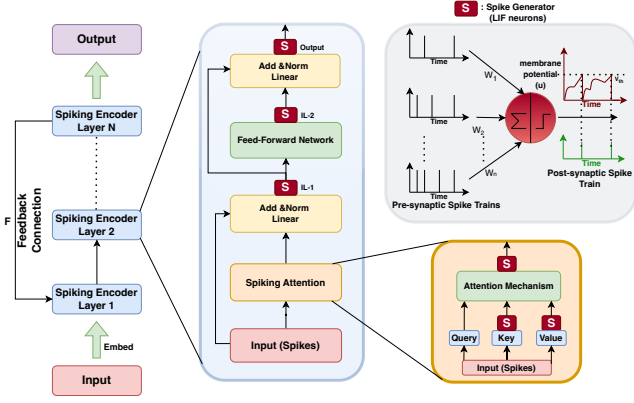 Output
Spiking Encoder
Layer N
F
Feedback
Connection
Spiking Encoder
Layer 2
Spiking Encoder
Layer 1
Embed
Input
S
Output
Add &Norm
Linear
S
IL-2
Feed-Forward Network
S
IL-1
Add &Norm
Linear
Spiking Attention
Input (Spikes)
S
: Spike Generator
(LIF neurons)
Time
W1
Time
W2
Time
Wn
Pre-synaptic Spike Trains
Σ
membrane
potential
(u)
Vth
Time
Time
Post-synaptic Spike
Train
S
Attention Mechanism
S
S
Query
Key
Value
Input (Spikes)